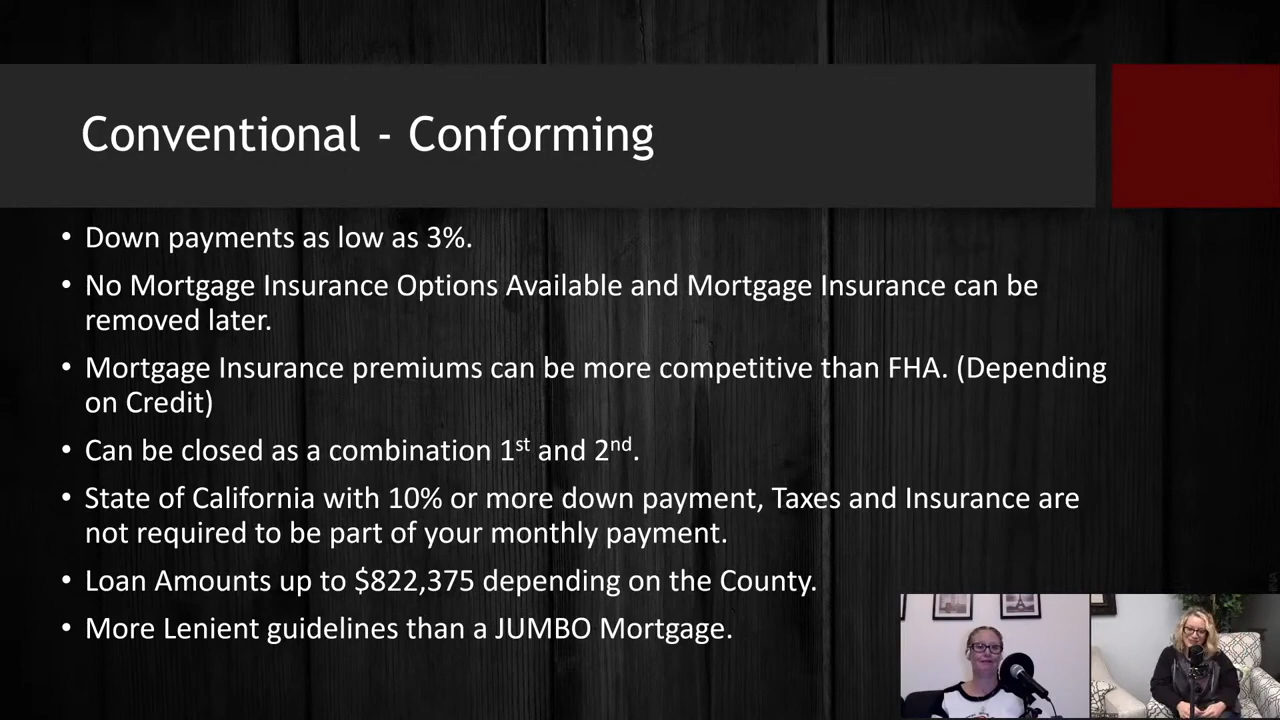 Conventional - Conforming
• Down payments as low as 3%.
• No Mortgage Insurance Options Available and Mortgage Insurance can be
removed later.
• Mortgage Insurance premiums can be more competitive than FHA. (Depending
on Credit)
• Can be closed as a combination 1st and 2nd.
• State of California with 10% or more down payment, Taxes and Insurance are
not required to be part of your monthly payment.
• Loan Amounts up to $822,375 depending on the County.
• More Lenient guidelines than a JUMBO Mortgage.